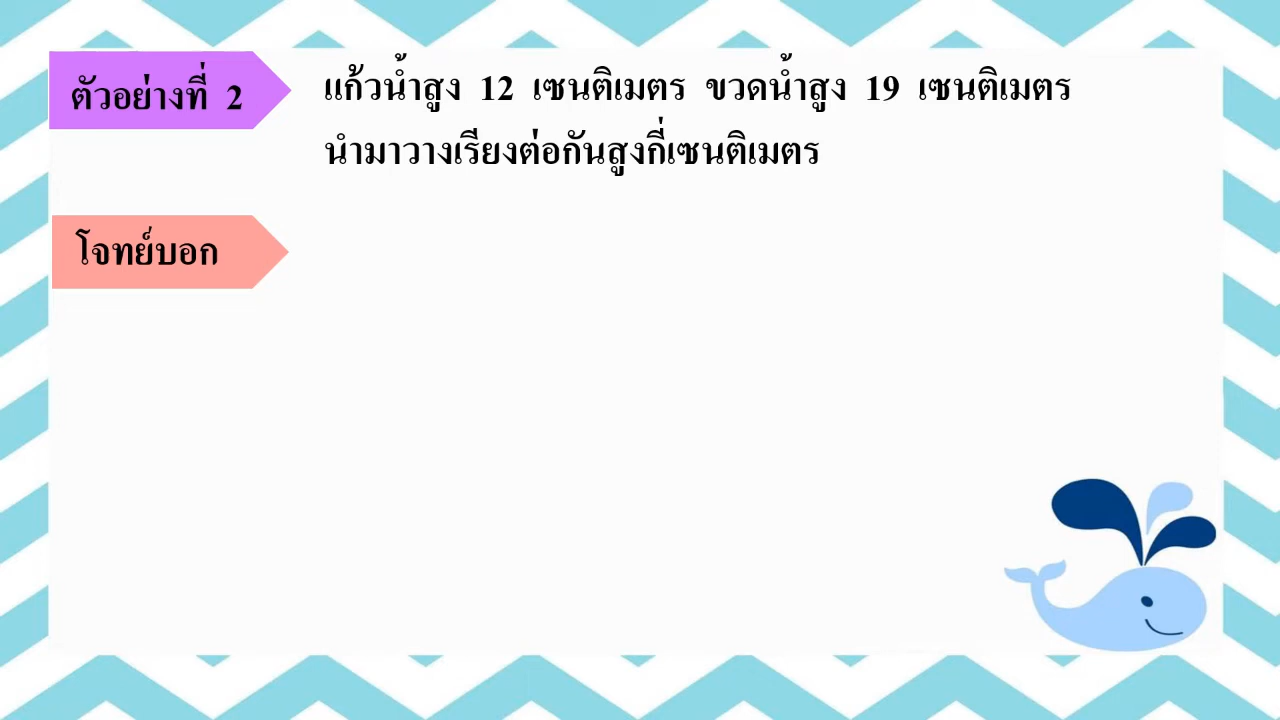 ตัวอย่างที่ 2
แก้วน้ำสูง 12 เซนติเมตร ขวดน้ำสูง 19 เซนติเมตร
นำมาวางเรียงต่อกันสูงกี่เซนติเมตร
โจทย์บอก